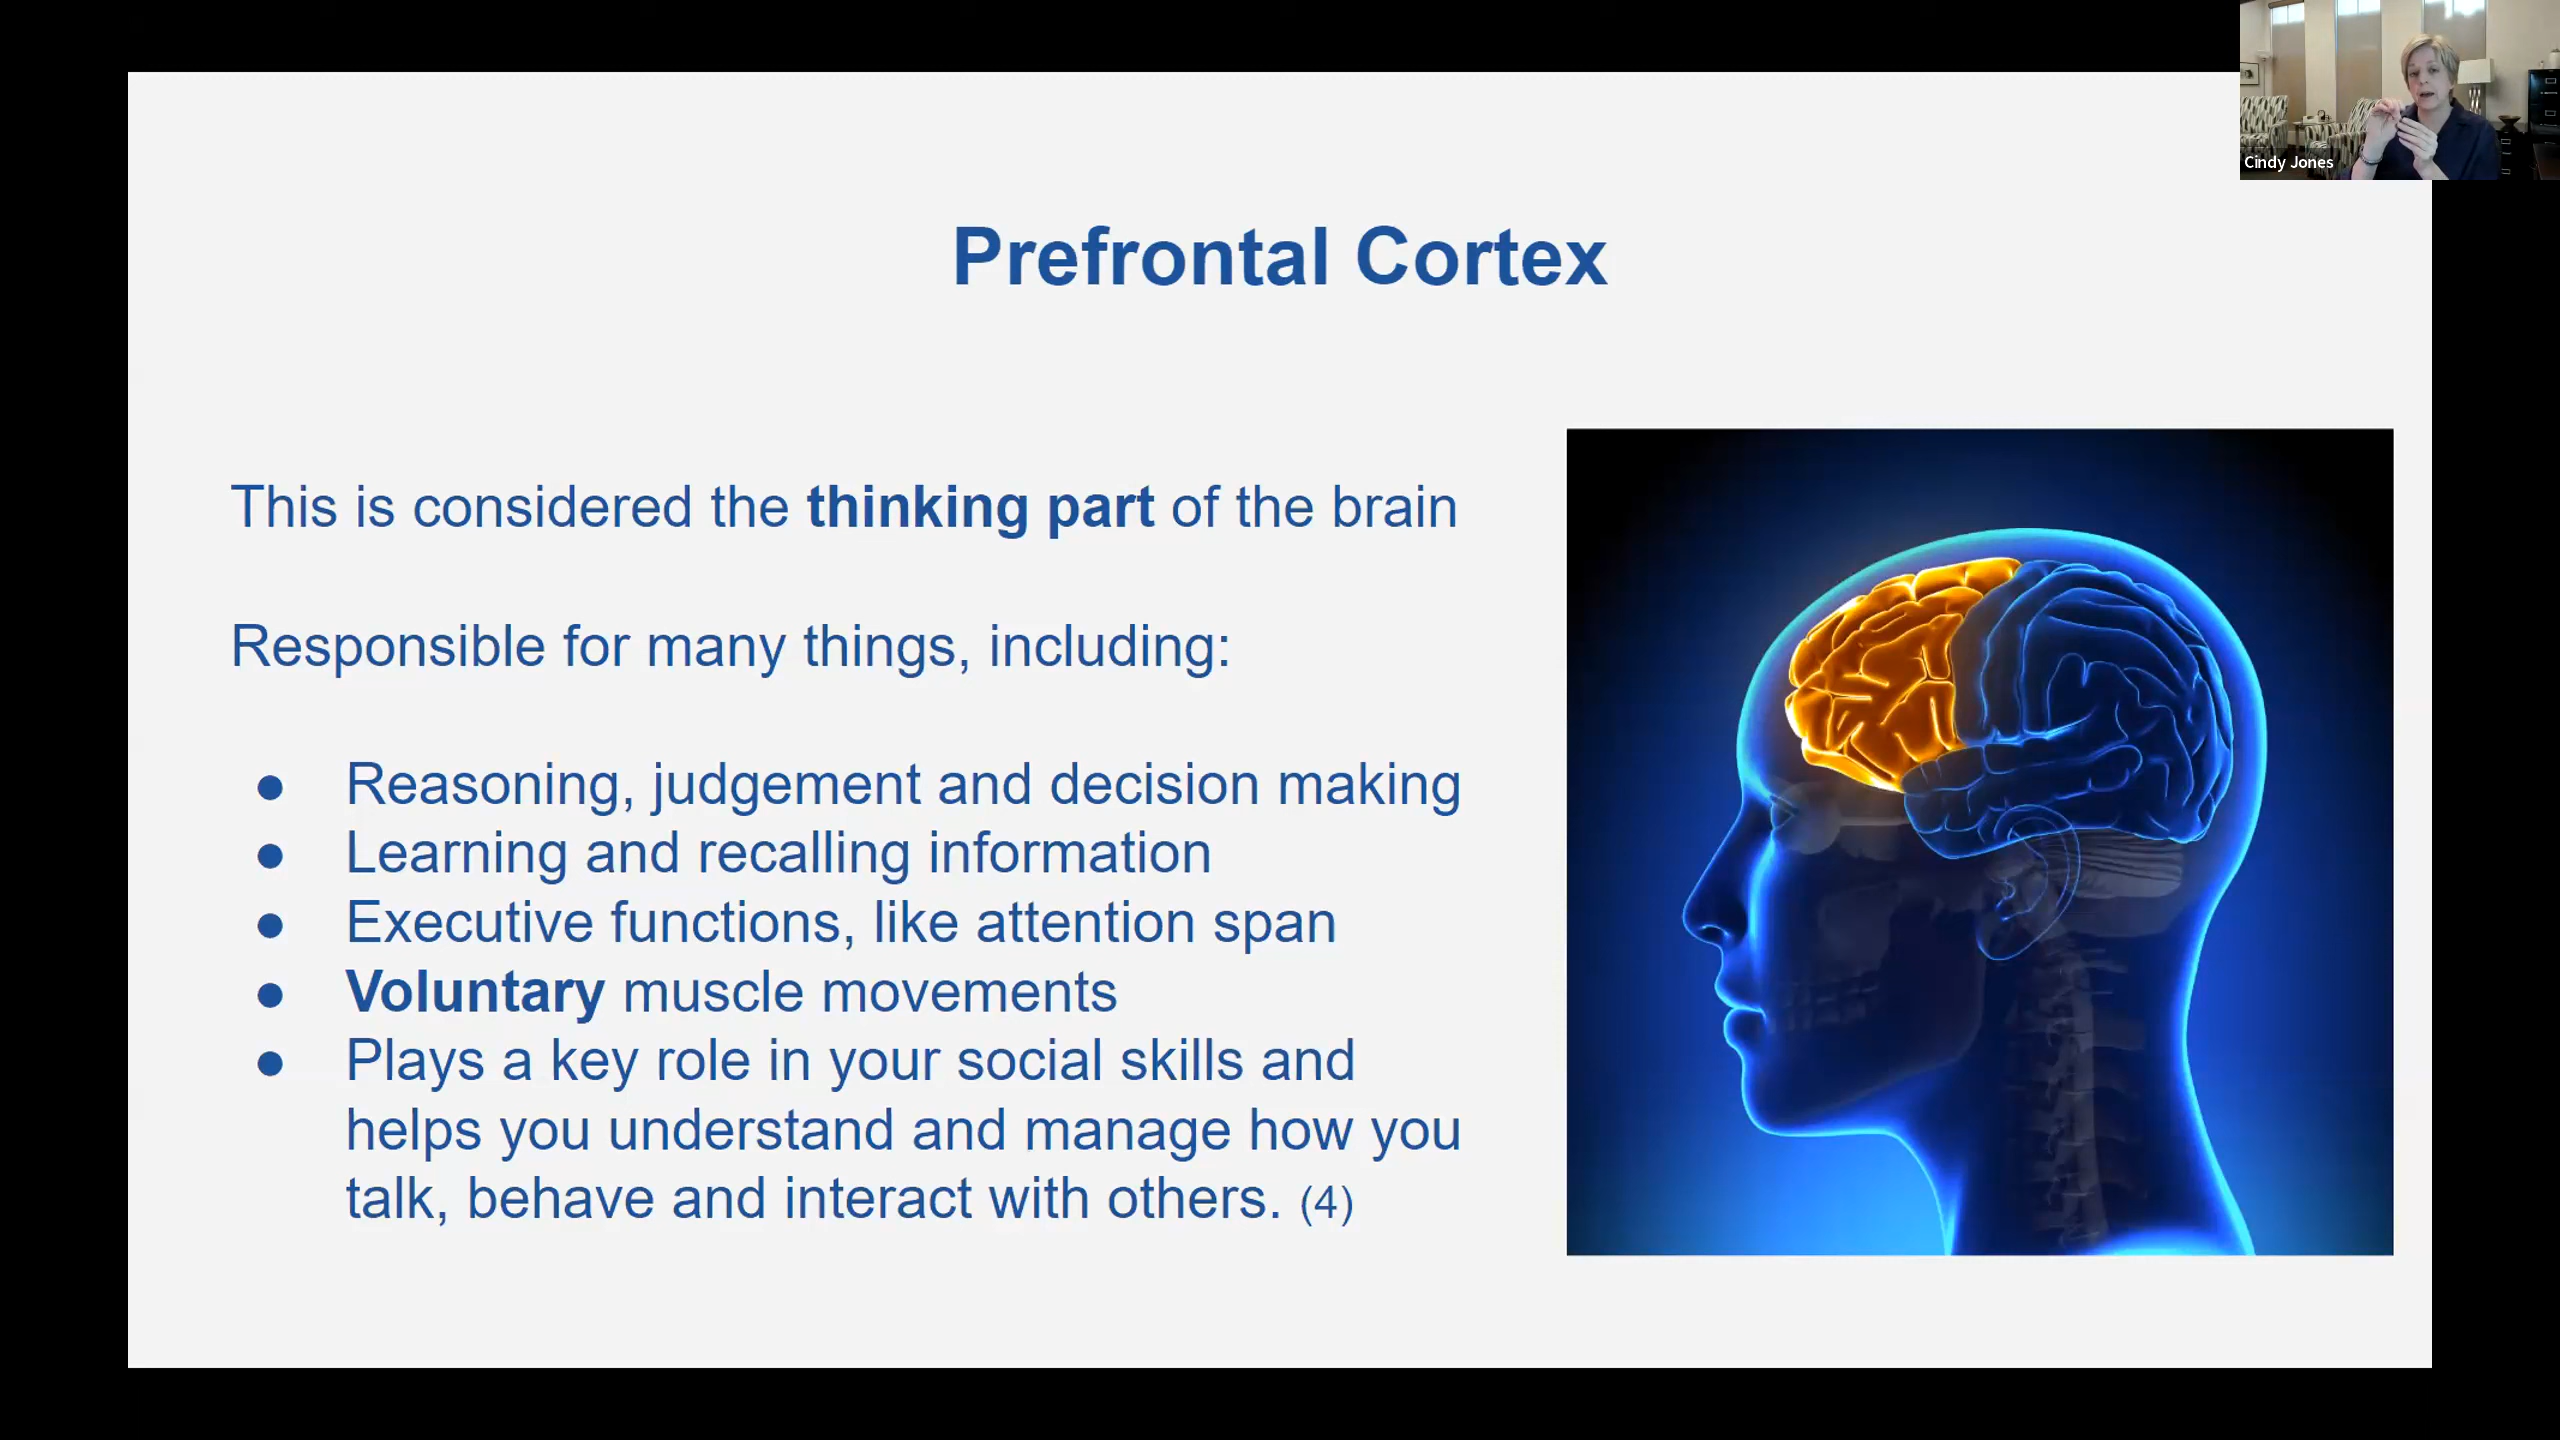 Cindy Jones
Prefrontal Cortex
This is considered the thinking part of the brain
Responsible for many things, including:
● Reasoning, judgement and decision making
● Learning and recalling information
● Executive functions, like attention span
● Voluntary muscle movements
● Plays a key role in your social skills and
helps you understand and manage how you
talk, behave and interact with others. (4)